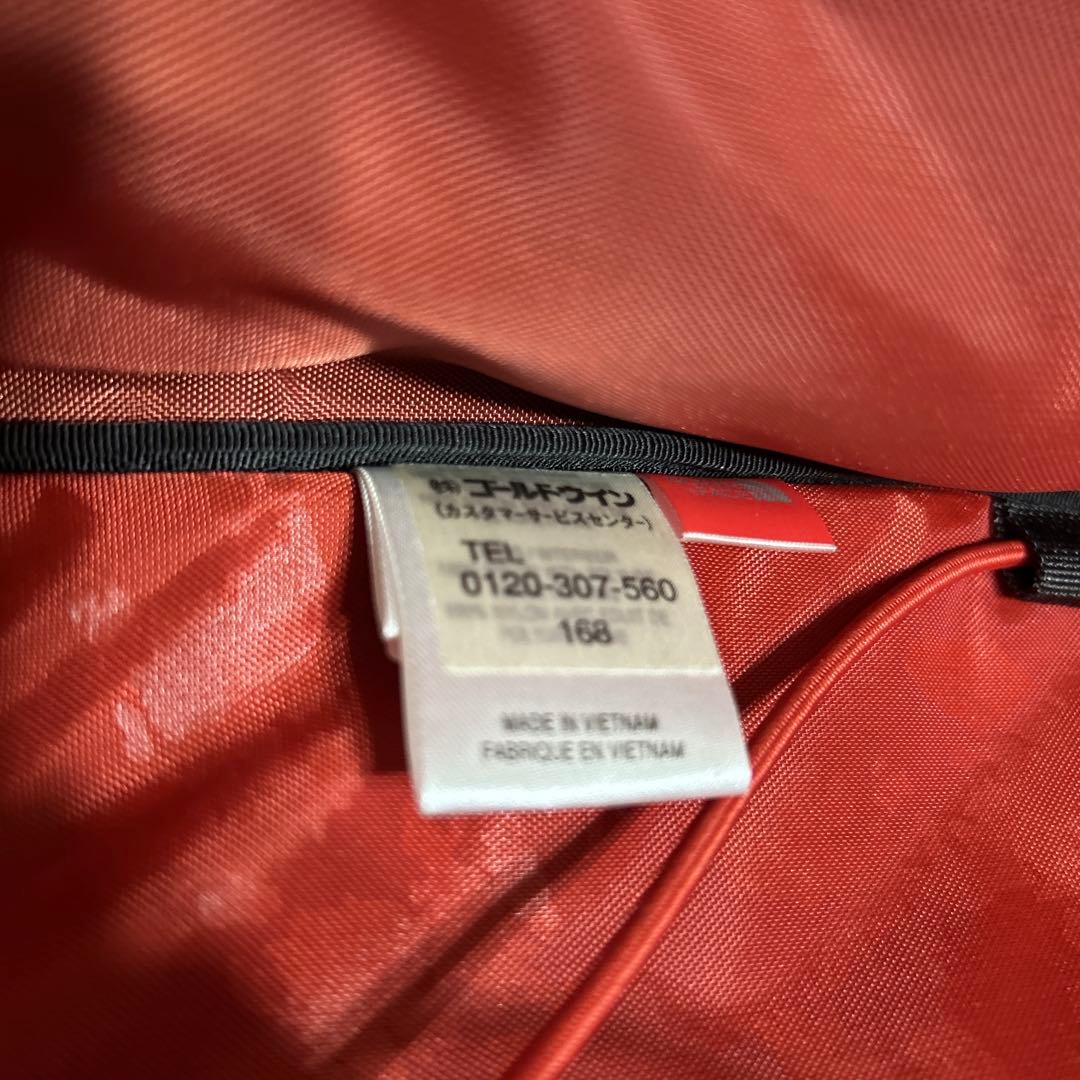 ㈱ゴールドウイン
(カスタマーサービスセンター)
TEL
0120-307-560
168
MADE IN VIETNAM
FABRIQUE EN VIETNAM